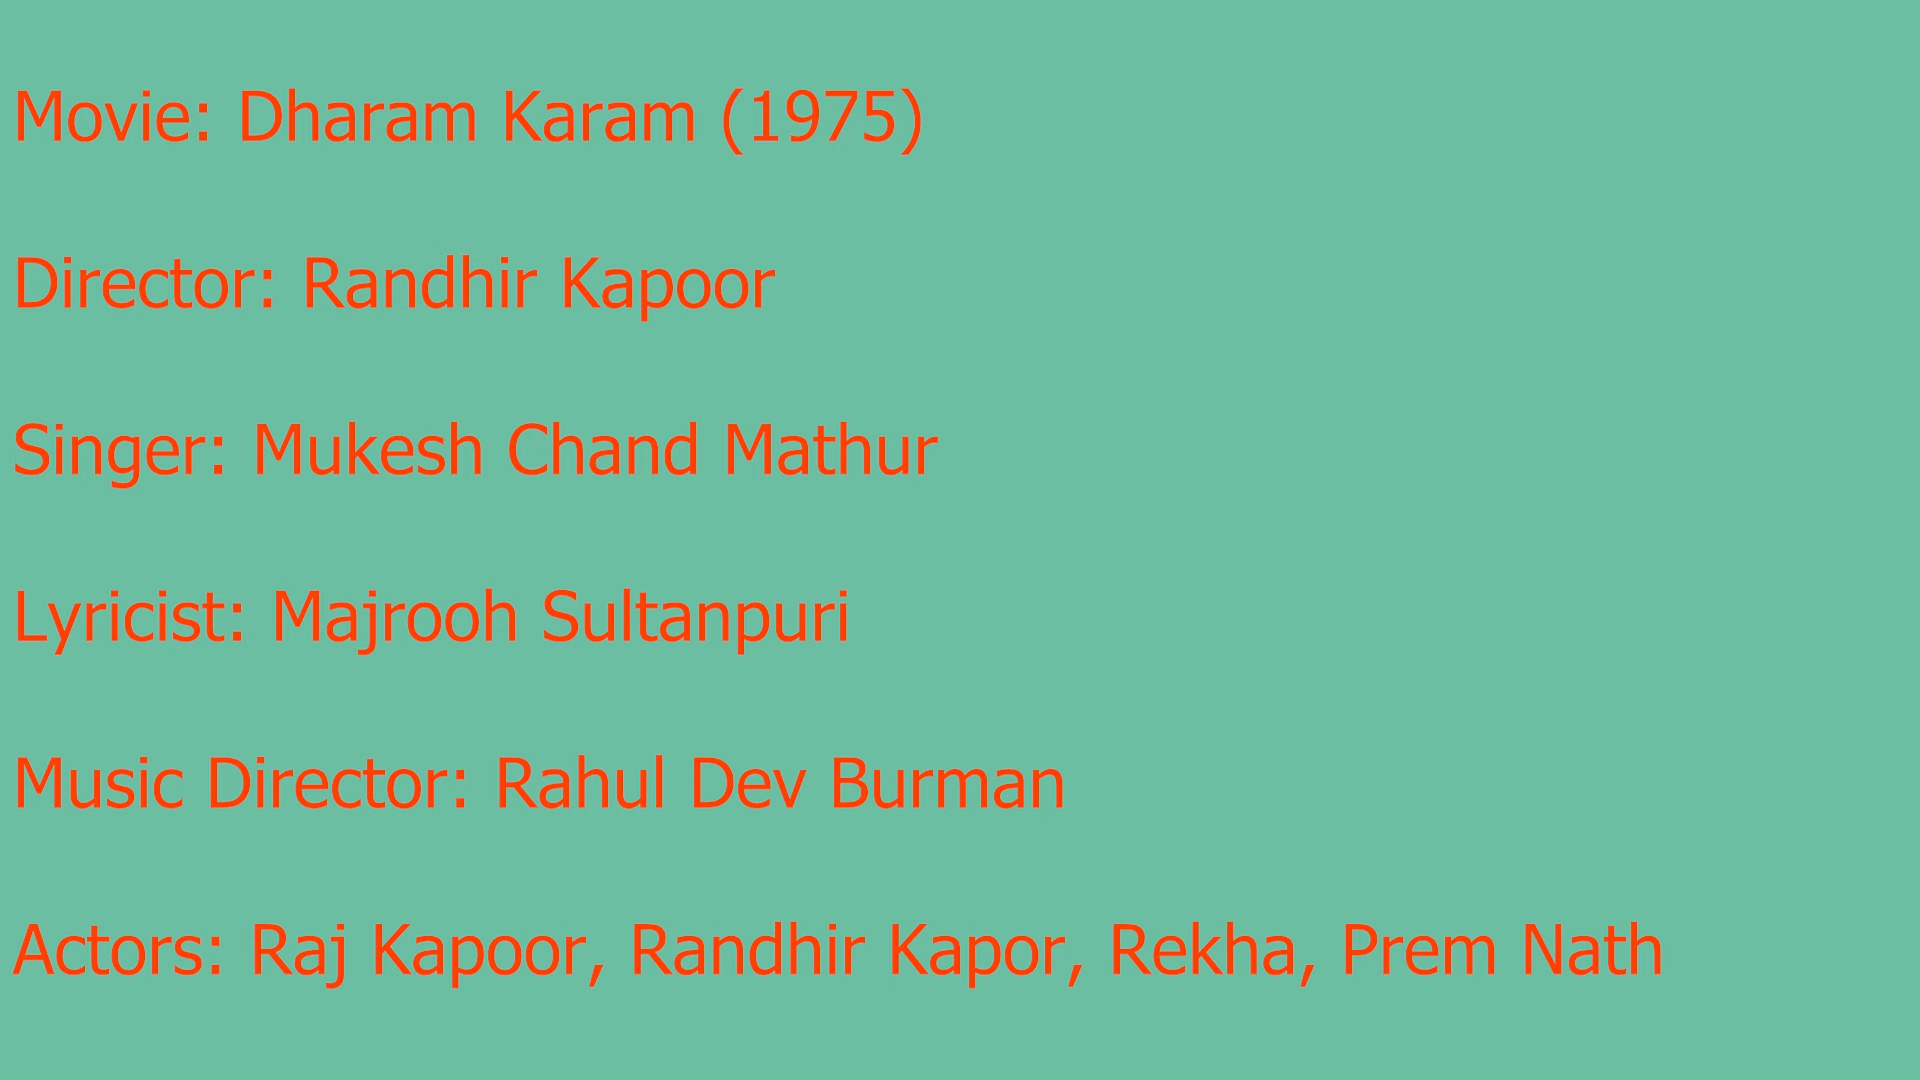 Movie: Dharam Karam (1975)
Director: Randhir Kapoor
Singer: Mukesh Chand Mathur
Lyricist: Majrooh Sultanpuri
Music Director: Rahul Dev Burman
Actors: Raj Kapoor, Randhir Kapor, Rekha, Prem Nath